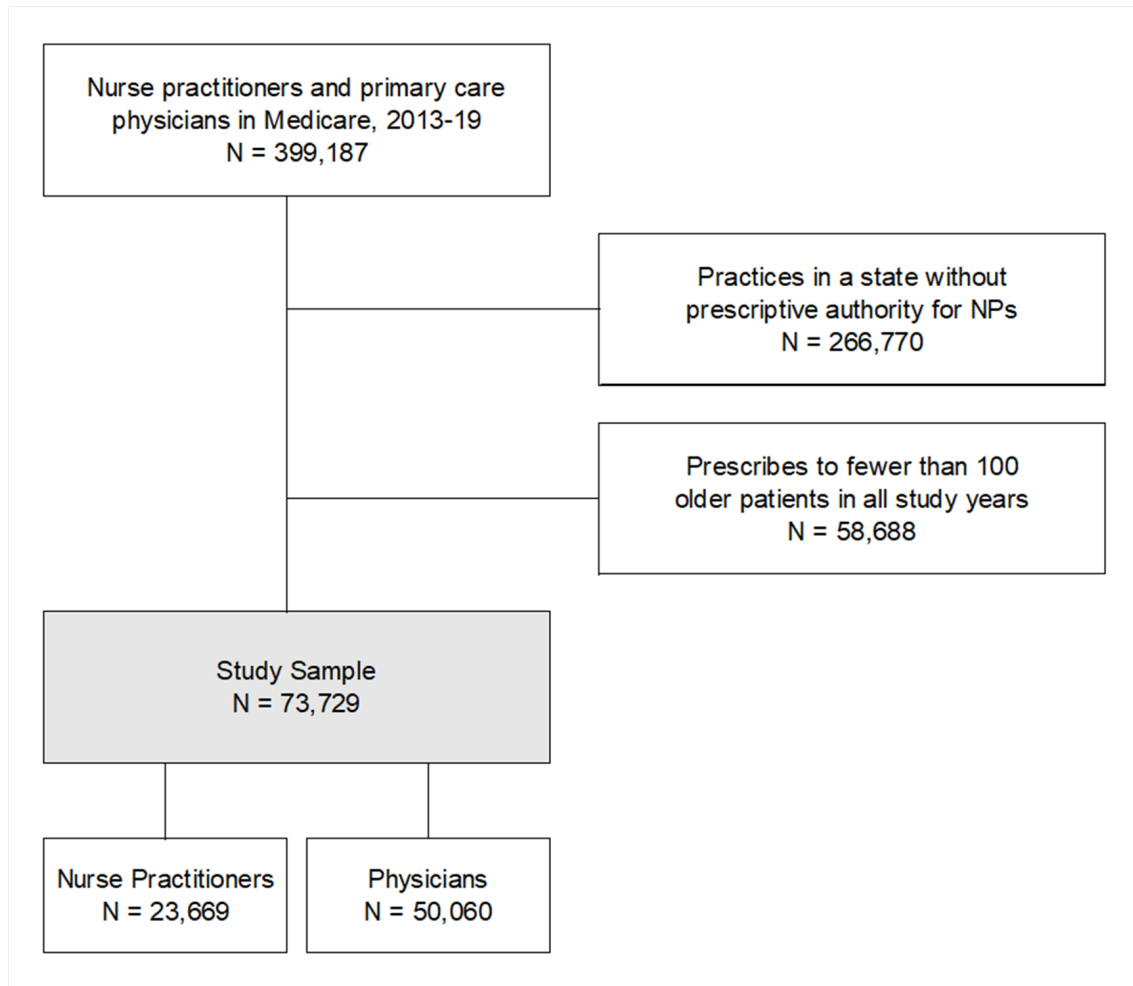 Nurse practitioners and primary care
physicians in Medicare, 2013-19
N = 399,187
Practices in a state without
prescriptive authority for NPs
N = 266,770
Prescribes to fewer than 100
older patients in all study years
N = 58,688
Study Sample
N = 73,729
Nurse Practitioners
N = 23,669
Physicians
N = 50,060